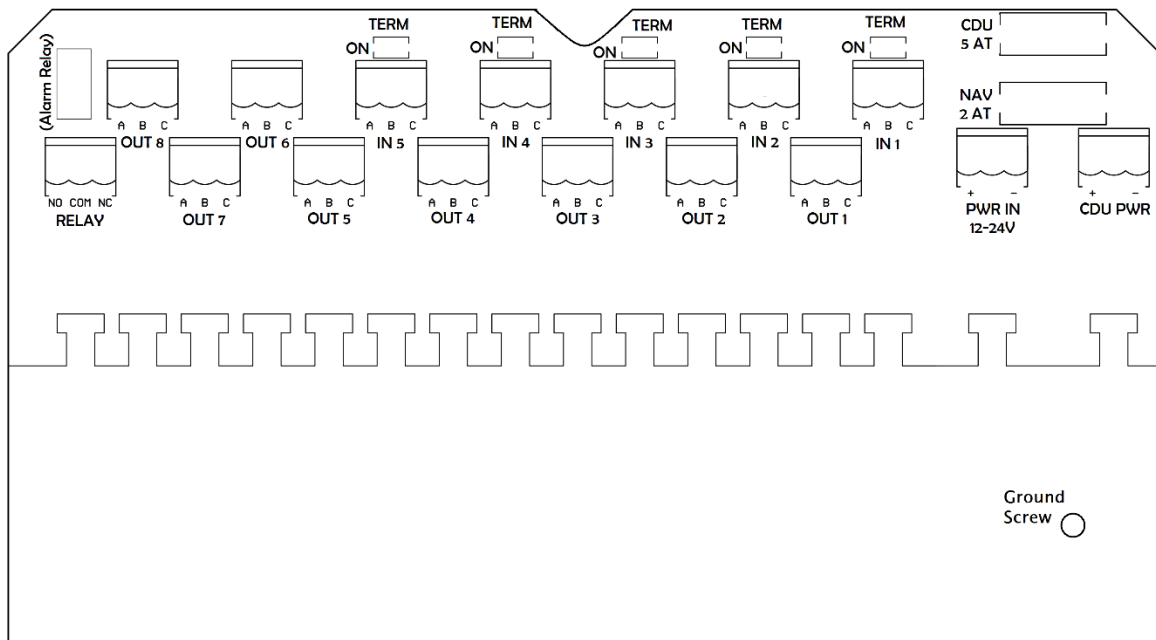 TERM TERM TERM TERM TERM
ON ON ON ON ON
CDU
5 AT
(Alarm Relay)
NAV
2 AT
A B C A B C A B C A B C A B C A B C A B C
OUT 8 OUT 6 IN 5 IN 4 IN 3 IN 2 IN 1
NO COM NC A B C A B C A B C A B C A B C A B C + - + -
RELAY OUT 7 OUT 5 OUT 4 OUT 3 OUT 2 OUT 1 PWR IN CDU PWR
12-24V
Ground
Screw